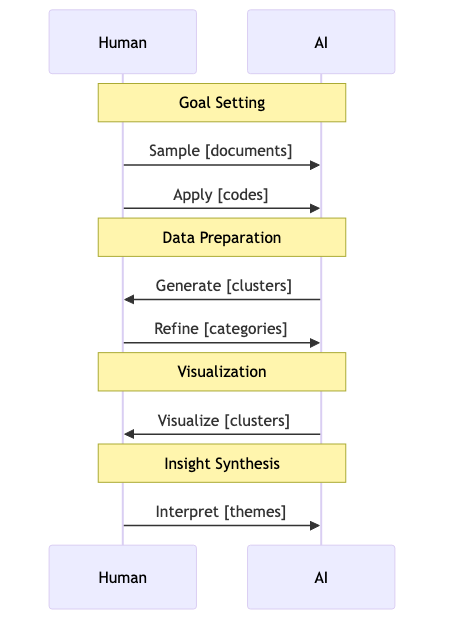 Human
AI
Goal Setting
Sample [documents]
Apply [codes]
Data Preparation
Generate [clusters]
Refine [categories]
Visualization
Visualize [clusters]
Insight Synthesis
Interpret [themes]
Human
AI